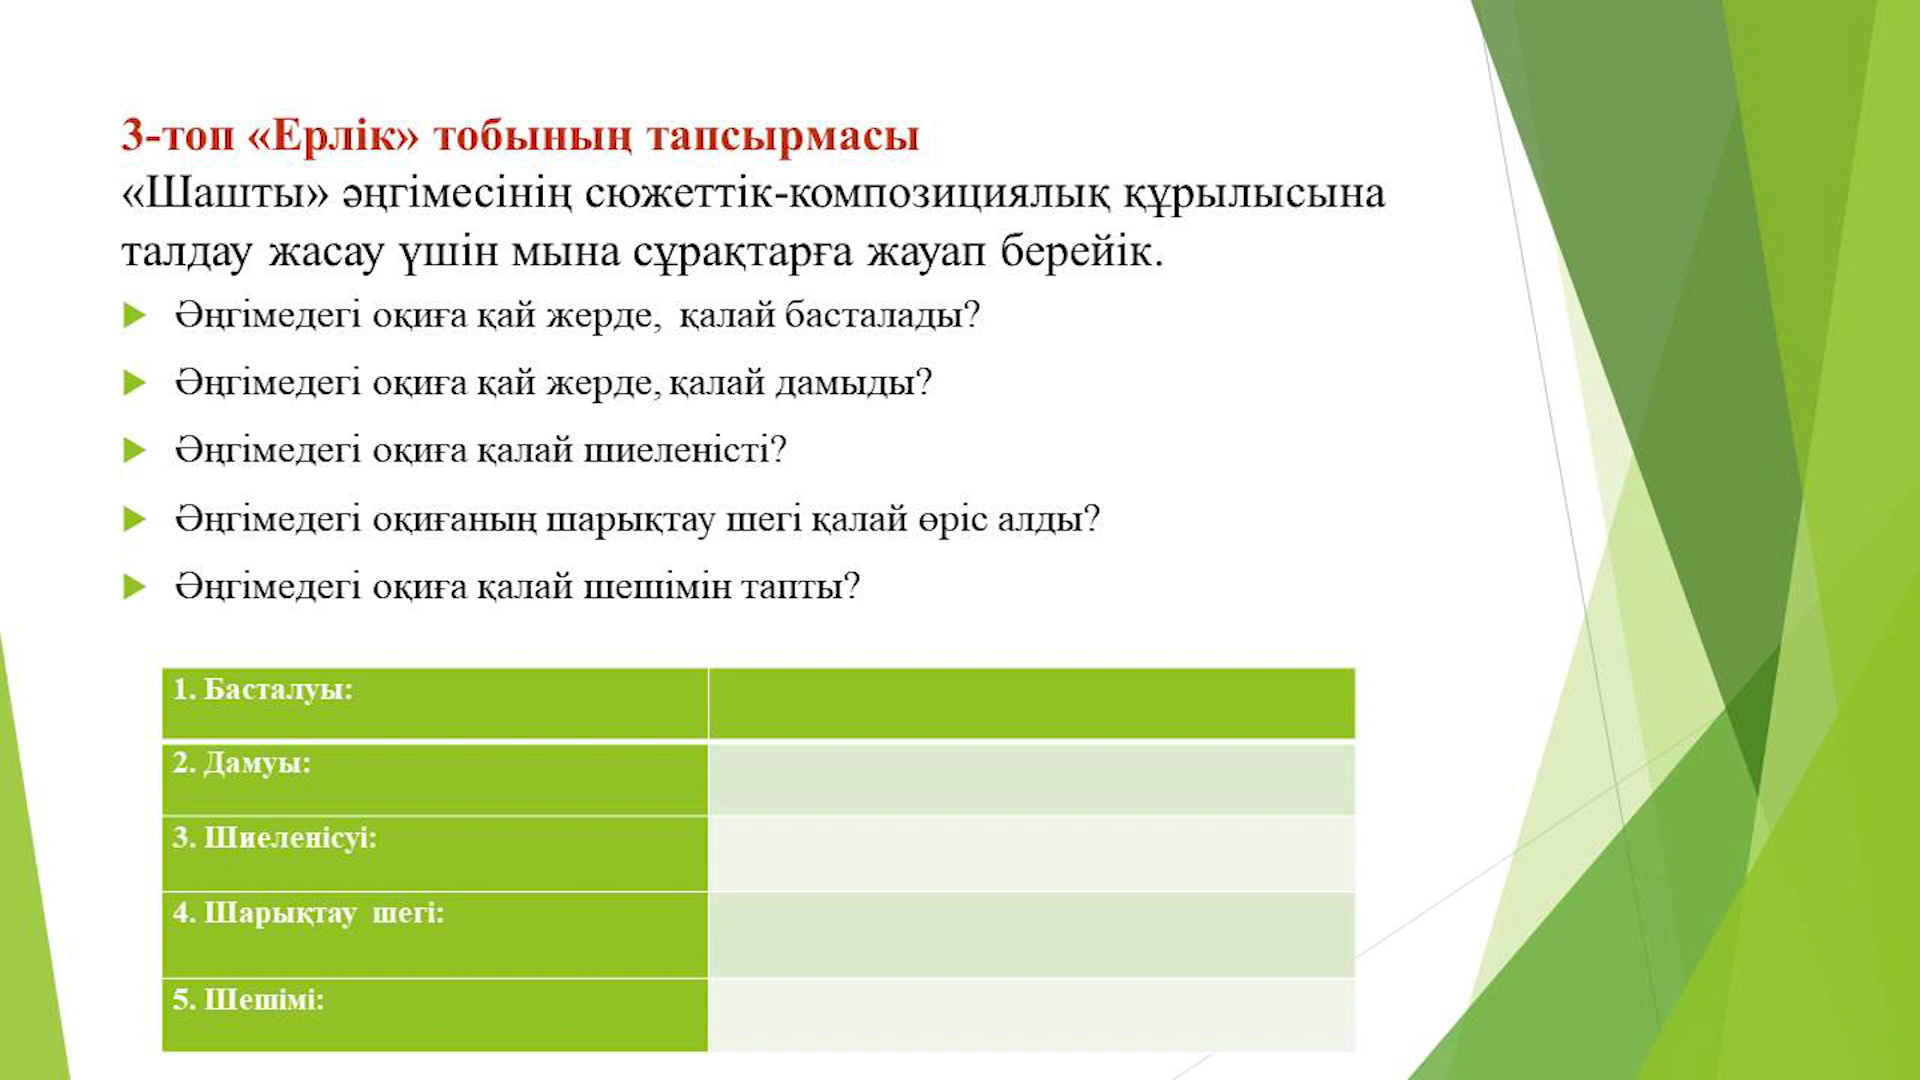 3-топ «Ерлік» тобының тапсырмасы
«Шашты» әңгімесінің сюжеттік-композициялық құрылысына
талдау жасау үшін мына сұрақтарға жауап берейік.
Әңгімедегі оқиға қай жерде, қалай басталады?
Әңгімедегі оқиға қай жерде, қалай дамыды?
Әңгімедегі оқиға қалай шиеленісті?
Әңгімедегі оқиғаның шарықтау шегі қалай өріс алды?
Әңгімедегі оқиға қалай шешімін тапты?
1. Басталуы:
2. Дамуы:
3. Шиеленісуі:
4. Шарықтау шегі:
5. Шешімі: